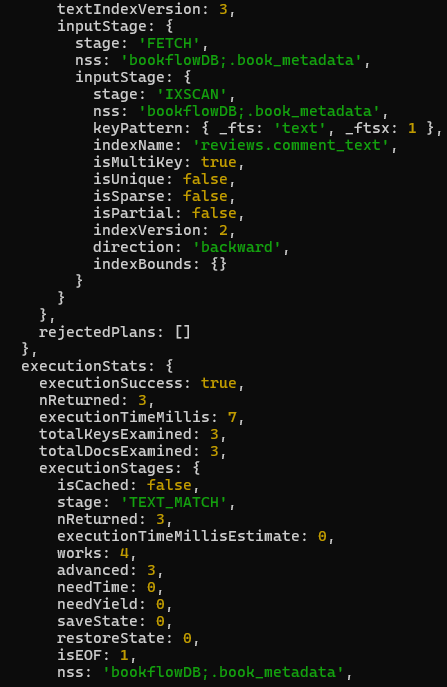 textIndexVersion: 3,
inputStage: {
stage: 'FETCH',
nss: 'bookflowDB;.book_metadata',
inputStage: {
stage: 'IXSCAN',
nss: 'bookflowDB;.book_metadata',
keyPattern: { _fts: 'text', _ftsx: 1 },
indexName: 'reviews.comment_text',
isMultiKey: true,
isUnique: false,
isSparse: false,
isPartial: false,
indexVersion: 2,
direction: 'backward',
indexBounds: {}
}
}
},
rejectedPlans: []
},
executionStats: {
executionSuccess: true,
nReturned: 3,
executionTimeMillis: 7,
totalKeysExamined: 3,
totalDocsExamined: 3,
executionStages: {
isCached: false,
stage: 'TEXT_MATCH',
nReturned: 3,
executionTimeMillisEstimate: 0,
works: 4,
advanced: 3,
needTime: 0,
needYield: 0,
saveState: 0,
restoreState: 0,
isEOF: 1,
nss: 'bookflowDB;.book_metadata',